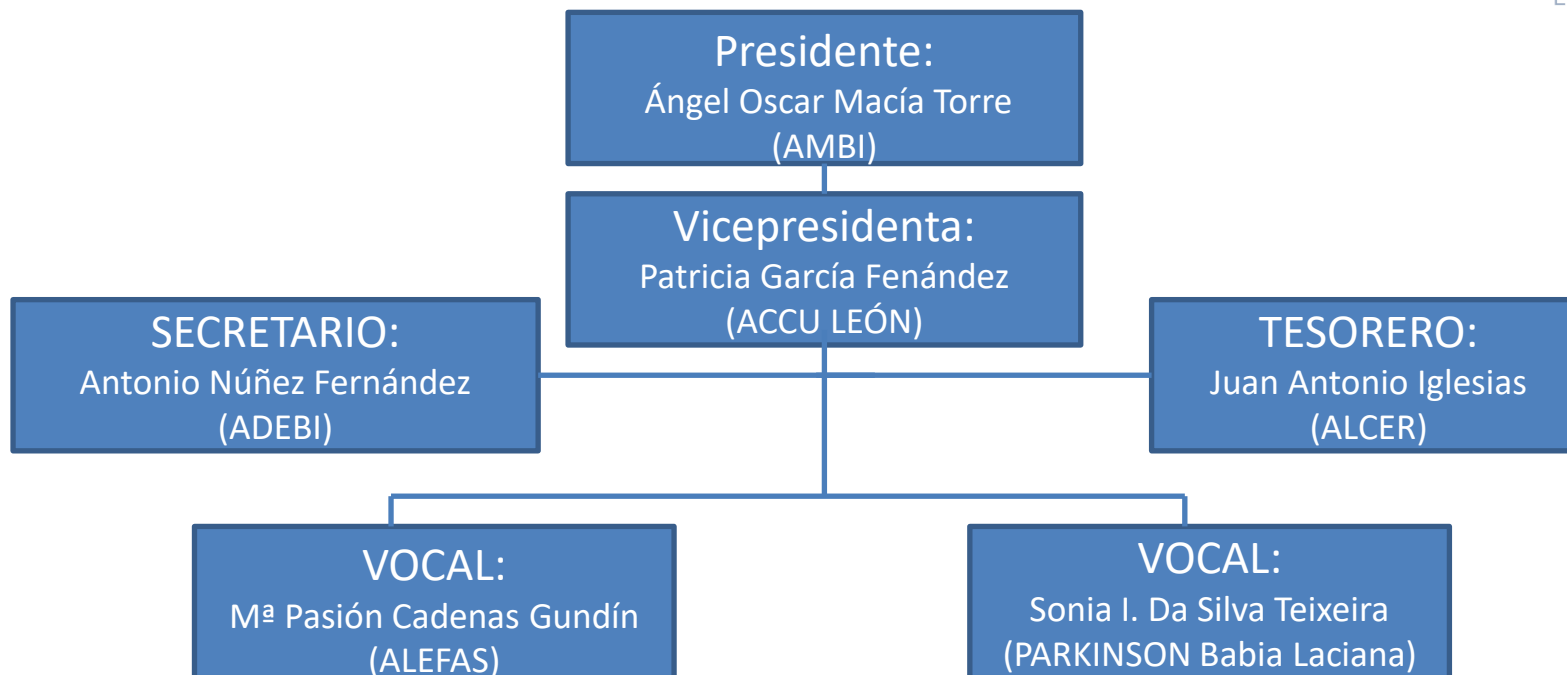 Presidente:
Ángel Oscar Macía Torre
(AMBI)
Vicepresidenta:
Patricia García Fenández
(ACCU LEÓN)
SECRETARIO:
Antonio Núñez Fernández
(ADEBI)
TESORERO:
Juan Antonio Iglesias
(ALCER)
VOCAL:
Mª Pasión Cadenas Gundín
(ALEFAS)
VOCAL:
Sonia I. Da Silva Teixeira
(PARKINSON Babia Laciana)